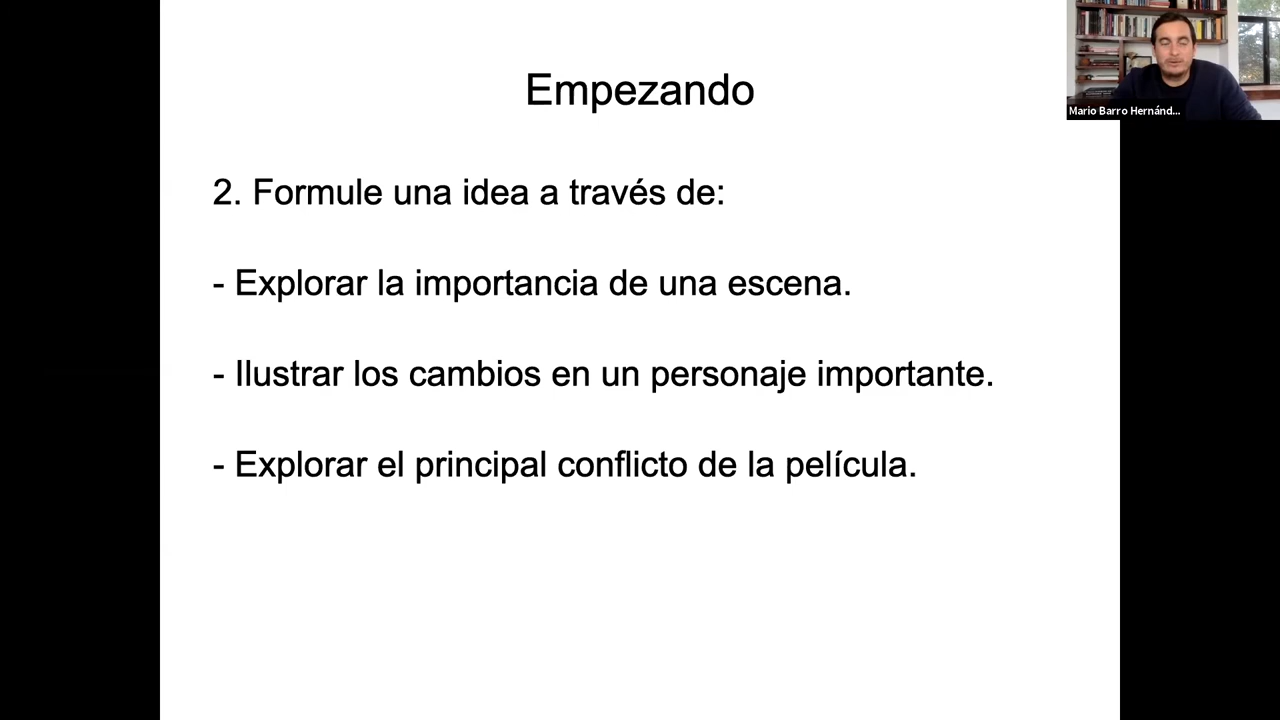 Empezando
Mario Barro Hernánd...
2. Formule una idea a través de:
- Explorar la importancia de una escena.
- Ilustrar los cambios en un personaje importante.
- Explorar el principal conflicto de la película.